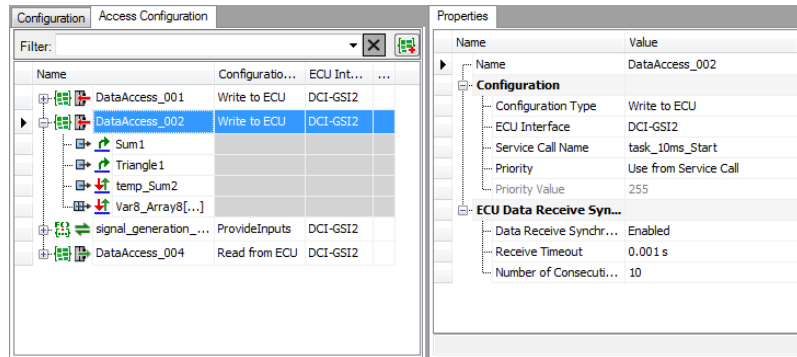 Configuration Access Configuration
Filter:
Name Configuratio... ECU Int... ...
DataAccess_001 Write to ECU DCI-GSI2
DataAccess_002 Write to ECU DCI-GSI2
Sum1
Triangle1
temp_Sum2
Var8_Array8[...]
signal_generation_... ProvideInputs DCI-GSI2
DataAccess_004 Read from ECU DCI-GSI2
Properties
Name Value
Name DataAccess_002
Configuration
Configuration Type Write to ECU
ECU Interface DCI-GSI2
Service Call Name task_10ms_Start
Priority Use from Service Call
Priority Value 255
ECU Data Receive Syn...
Data Receive Synchr... Enabled
Receive Timeout 0.001 s
Number of Consecuti... 10